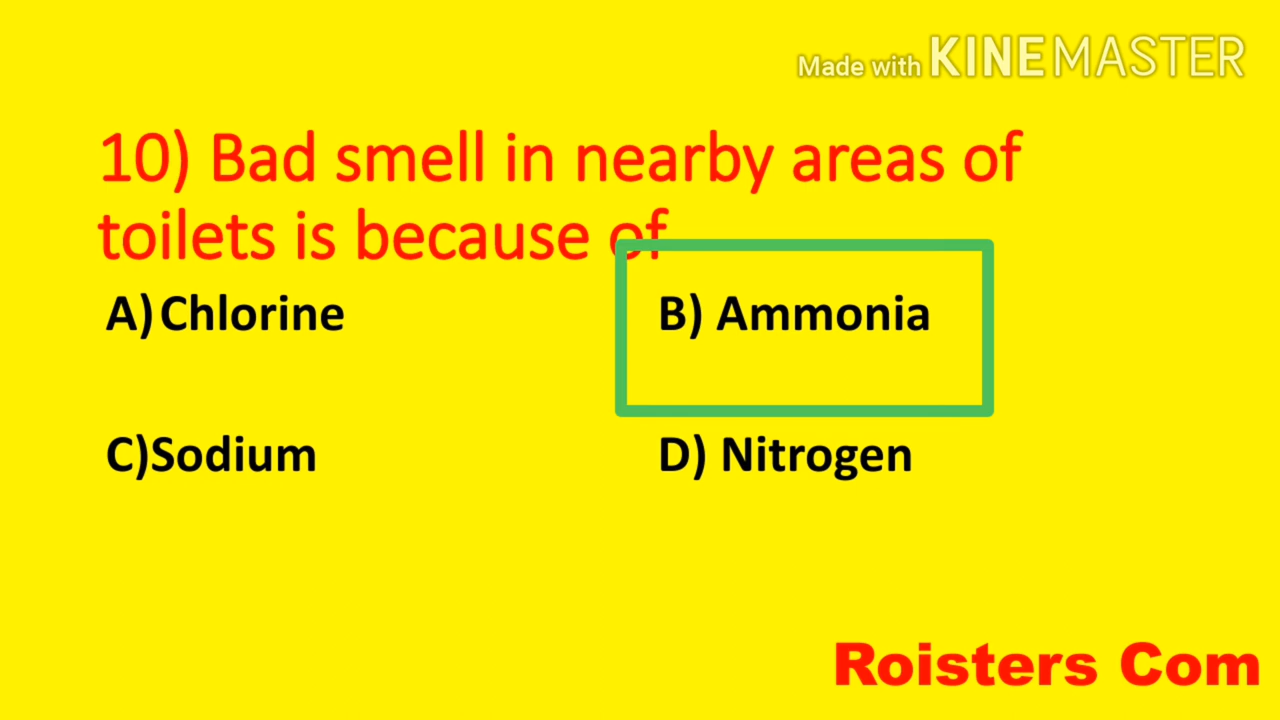 Made with KINEMASTER
10) Bad smell in nearby areas of
toilets is because of
A) Chlorine
B) Ammonia
C)Sodium
D) Nitrogen
Roisters Com